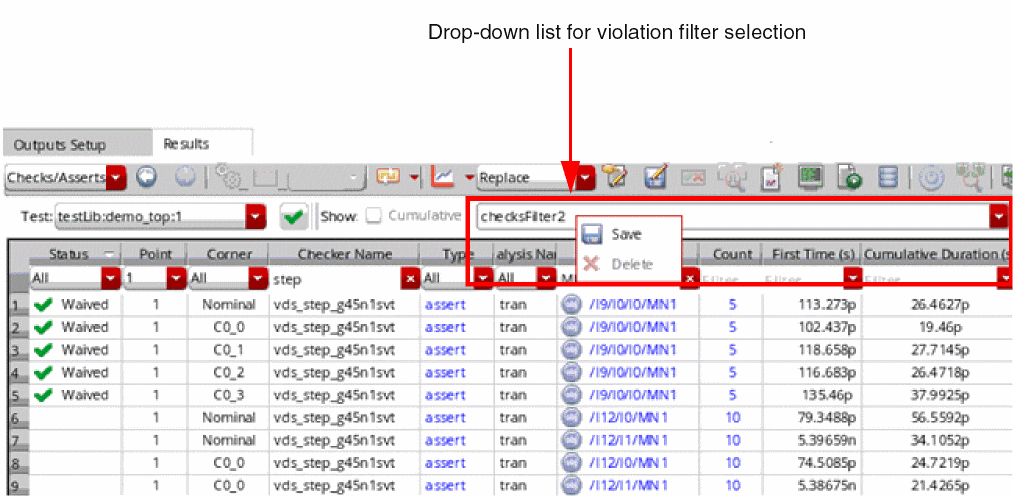 Drop-down list for violation filter selection
Outputs Setup Results
Checks/Asserts Replace
Test: testLib:demo_top:1 Show: Cumulative checksFilter2
Save
Delete
Status Point Corner Checker Name Type alysis Nar Count First Time (s) Cumulative Duration (s
All 1 All step All All
1 Waived 1 Nominal vds_step_g45n1svt assert tran /I9/I0/I0/MN1 5 113.273p 26.4627p
2 Waived 1 C0_0 vds_step_g45n1svt assert tran /I9/I0/I0/MN1 5 102.437p 19.46p
3 Waived 1 C0_1 vds_step_g45n1svt assert tran /I9/I0/I0/MN1 5 118.658p 27.7145p
4 Waived 1 C0_2 vds_step_g45n1svt assert tran /I9/I0/I0/MN1 5 116.683p 26.4718p
5 Waived 1 C0_3 vds_step_g45n1svt assert tran /I9/I0/I0/MN1 5 135.46p 37.9925p
6 1 Nominal vds_step_g45n1svt assert tran /I12/I0/MN1 10 79.3488p 56.5592p
7 1 Nominal vds_step_g45n1svt assert tran /I12/I1/MN1 10 5.39659n 34.1052p
8 1 C0_0 vds_step_g45n1svt assert tran /I12/I0/MN1 10 74.5085p 24.7219p
9 1 C0_0 vds_step_g45n1svt assert tran /I12/I1/MN1 10 5.38675n 21.4265p